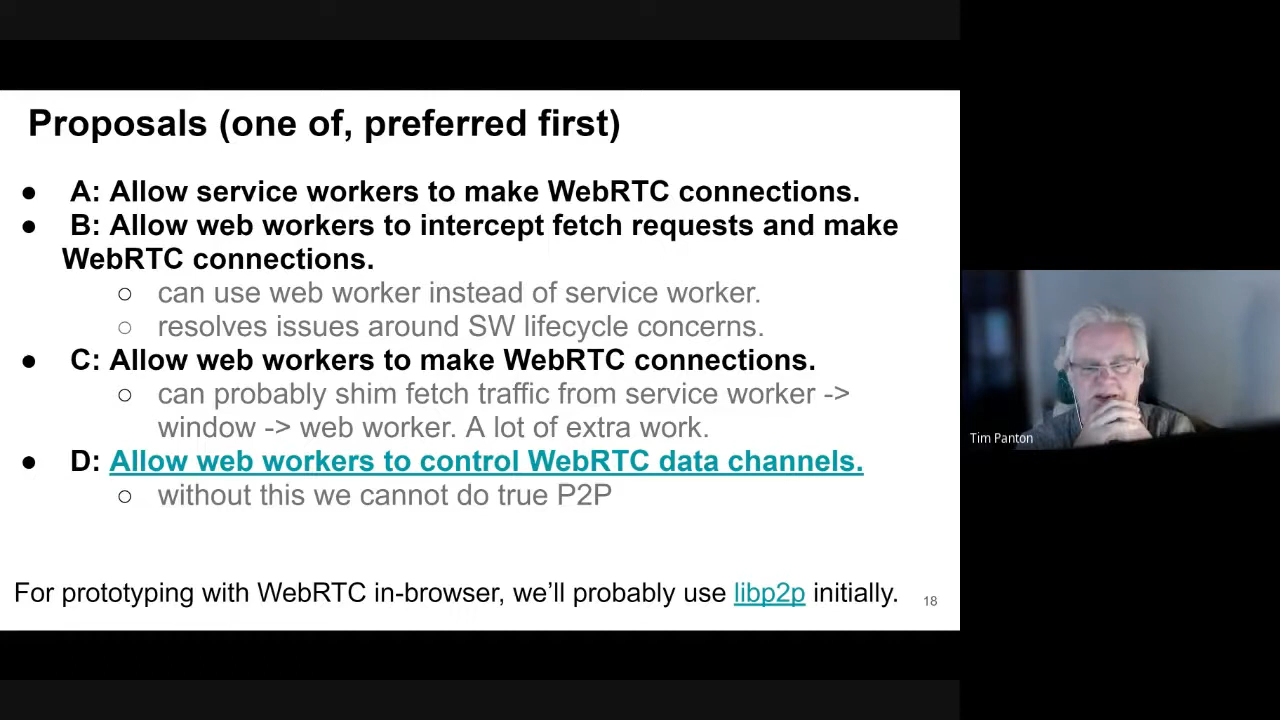 Proposals (one of, preferred first)
● A: Allow service workers to make WebRTC connections.
● B: Allow web workers to intercept fetch requests and make
WebRTC connections.
○ can use web worker instead of service worker.
○ resolves issues around SW lifecycle concerns.
● C: Allow web workers to make WebRTC connections.
○ can probably shim fetch traffic from service worker ->
window -> web worker. A lot of extra work.
● D: Allow web workers to control WebRTC data channels.
○ without this we cannot do true P2P
For prototyping with WebRTC in-browser, we’ll probably use libp2p initially.
18
Tim Panton